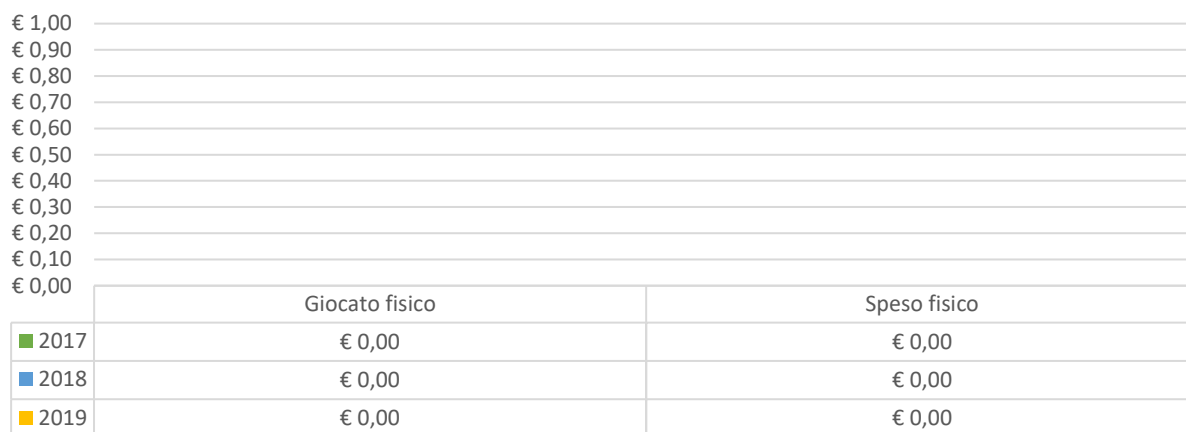 € 1,00
€ 0,90
€ 0,80
€ 0,70
€ 0,60
€ 0,50
€ 0,40
€ 0,30
€ 0,20
€ 0,10
€ 0,00
Giocato fisico Speso fisico
2017 € 0,00 € 0,00
2018 € 0,00 € 0,00
2019 € 0,00 € 0,00